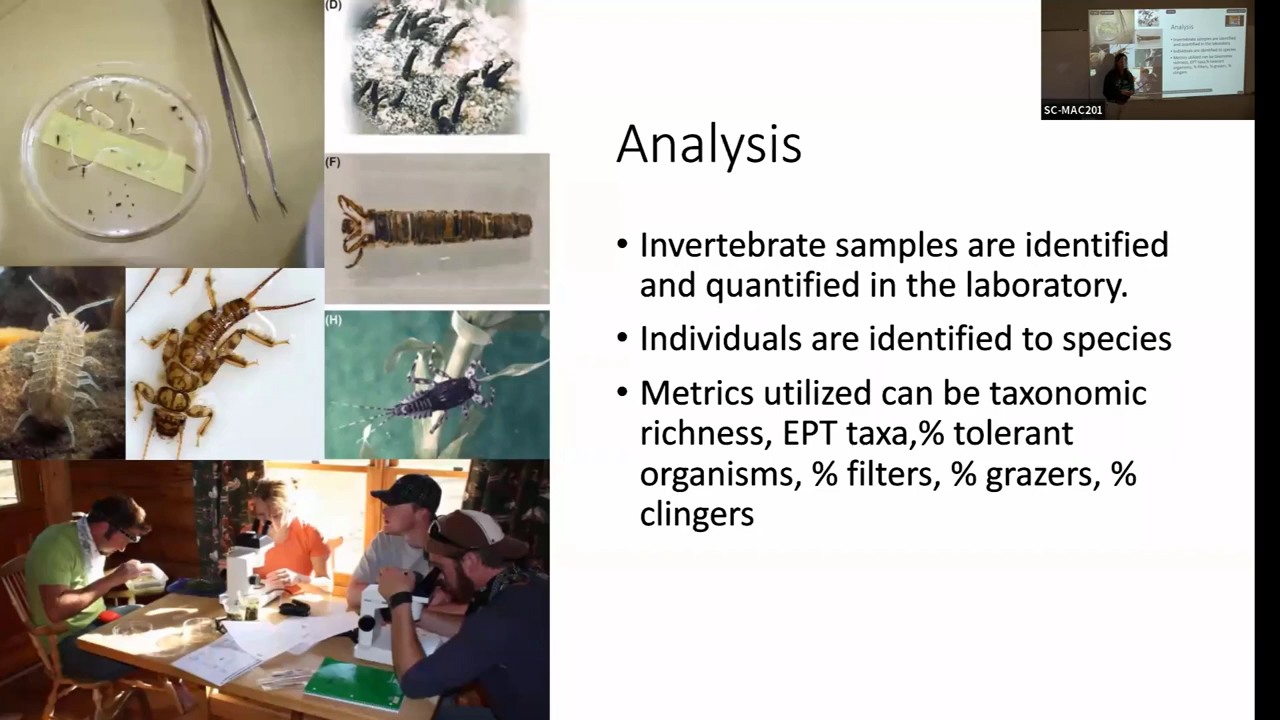 (D)
(F)
(H)
SC-MAC201
Analysis
• Invertebrate samples are identified
and quantified in the laboratory.
• Individuals are identified to species
• Metrics utilized can be taxonomic
richness, EPT taxa,% tolerant
organisms, % filters, % grazers, %
clingers